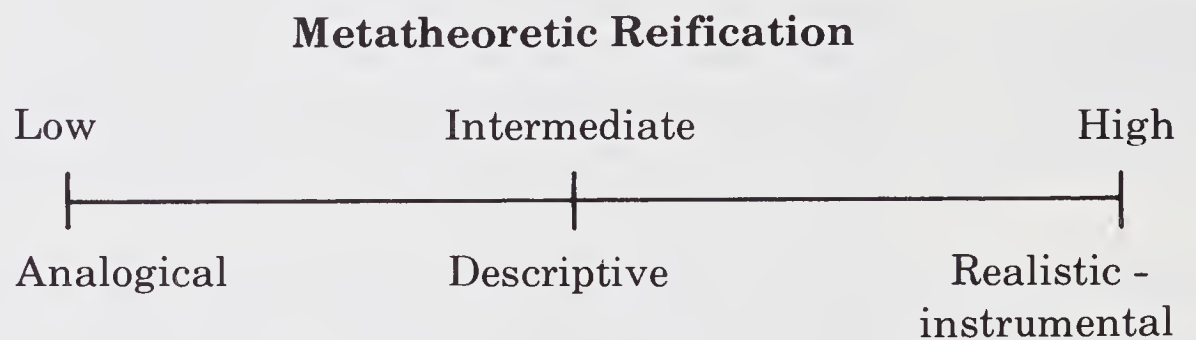 Metatheoretic Reification
Low Intermediate High
Analogical Descriptive Realistic -
instrumental